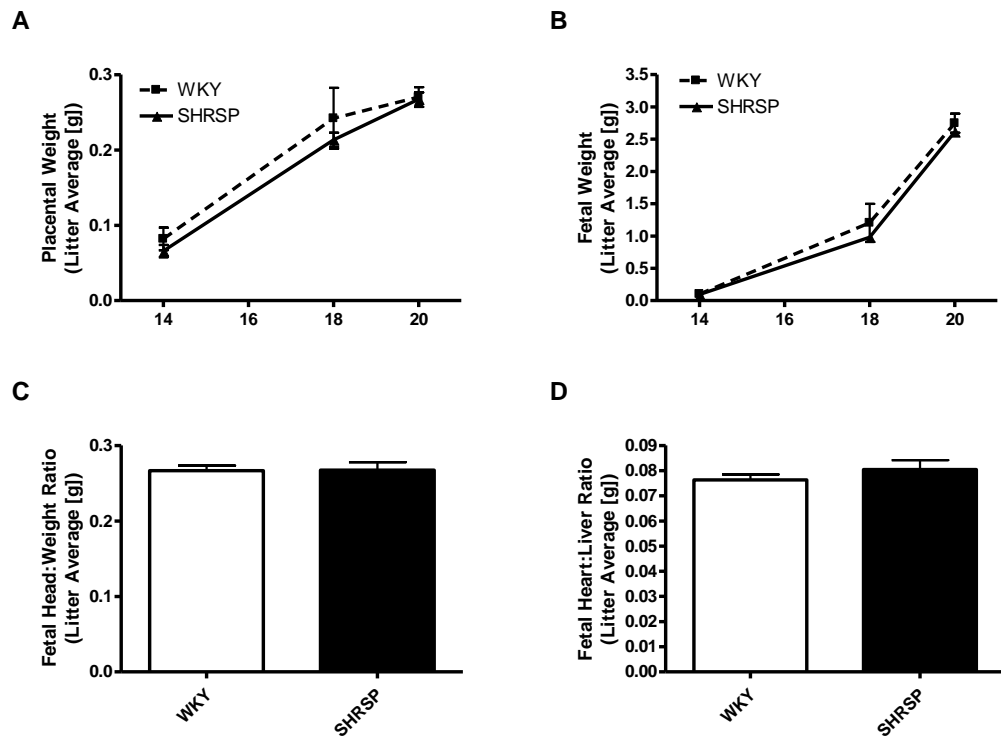 A
Placental Weight
(Litter Average [g])
0.3
0.2
0.1
0.0
WKY
SHRSP
14 16 18 20
B
Fetal Weight
(Litter Average [g])
3.5
3.0
2.5
2.0
1.5
1.0
0.5
0.0
WKY
SHRSP
14 16 18 20
C
Fetal Head:Weight Ratio
(Litter Average [g])
0.3
0.2
0.1
0.0
WKY
SHRSP
D
Fetal Heart:Liver Ratio
(Litter Average [g])
0.09
0.08
0.07
0.06
0.05
0.04
0.03
0.02
0.01
0.00
WKY
SHRSP